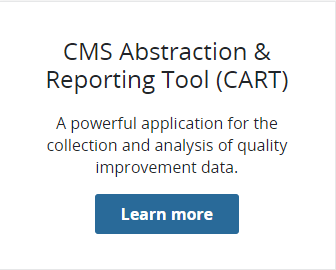 CMS Abstraction &
Reporting Tool (CART)
A powerful application for the
collection and analysis of quality
improvement data.
Learn more